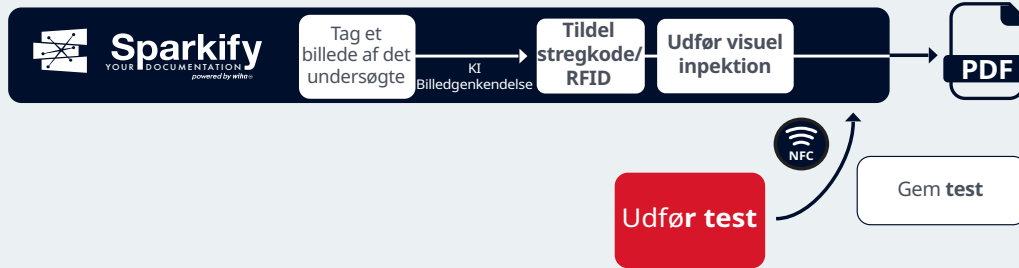 Sparkify
YOUR DOCUMENTATION
powered by wiha
Tag et
billede af det
undersøgte
KI
Billedgenkendelse
Tildel
stregkode/
RFID
Udfør visuel
inpektion
PDF
NFC
Udfør test
Gem test